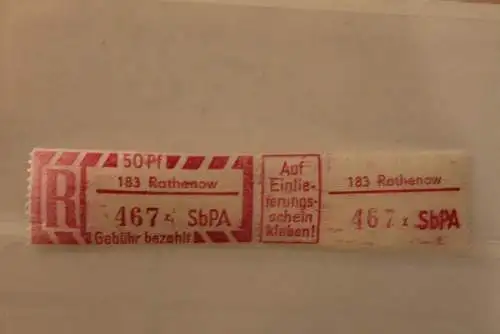 50 Pf
R
183 Rathenow
467 z SbPA
Gebühr bezahlt
Auf
Einlie-
ferungs-
schein
kleben!
183 Rathenow
467 z SbPA